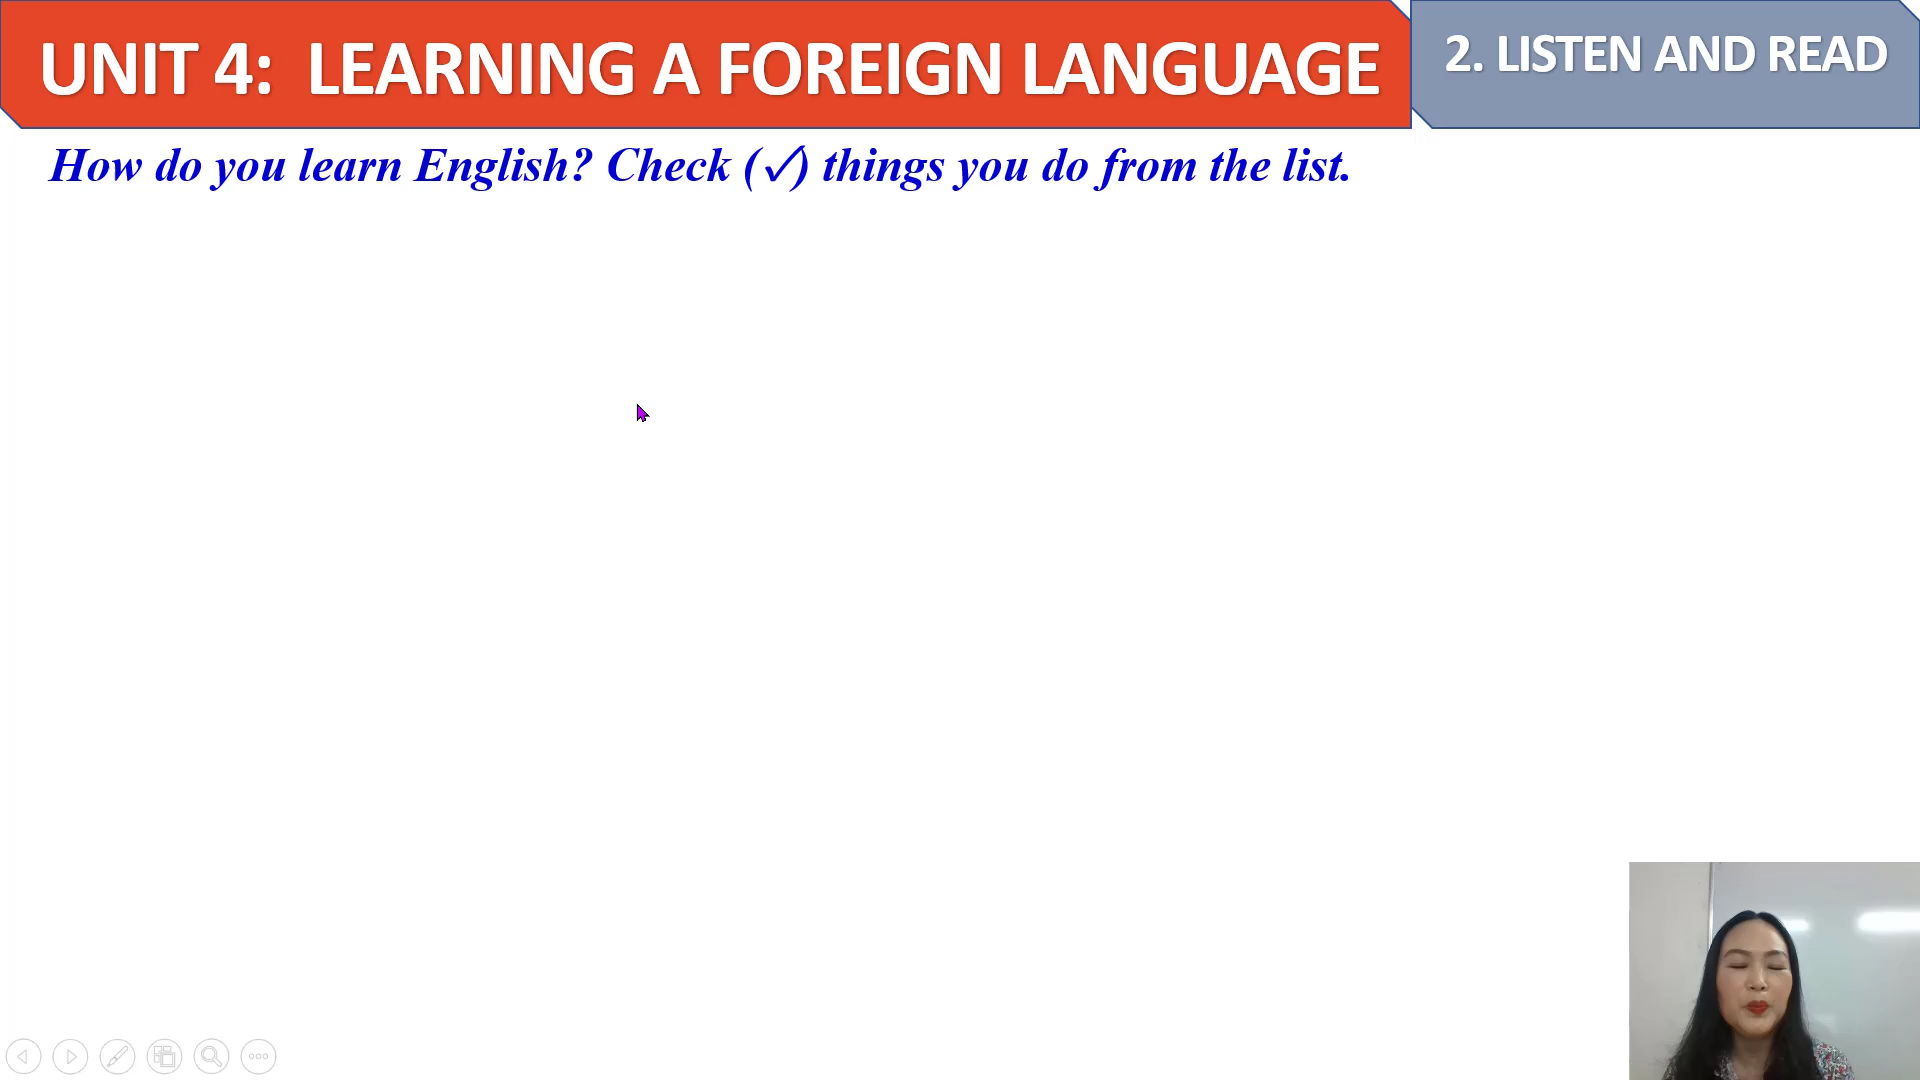 UNIT 4: LEARNING A FOREIGN LANGUAGE
2. LISTEN AND READ
How do you learn English? Check (✓) things you do from the list.